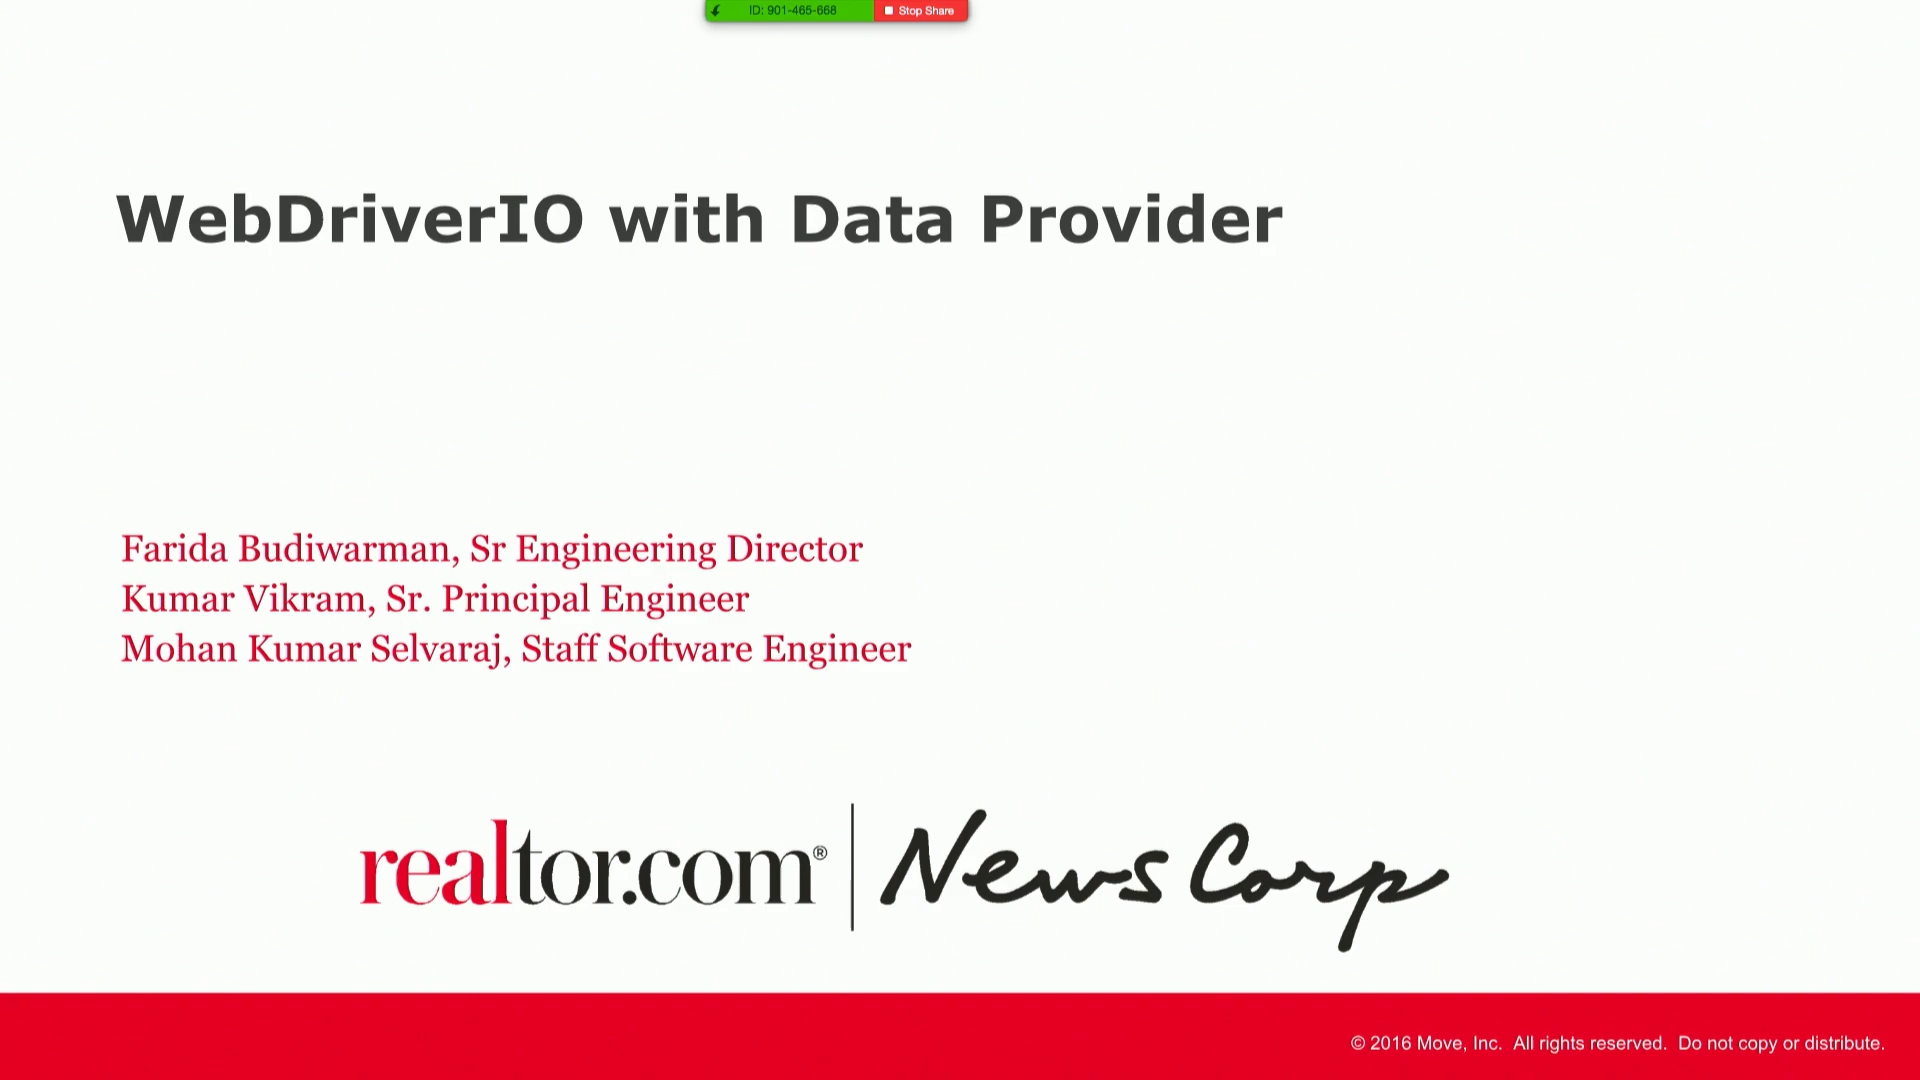 ID: 901-465-668 Stop Share
WebDriverIO with Data Provider
Farida Budiwarman, Sr Engineering Director
Kumar Vikram, Sr. Principal Engineer
Mohan Kumar Selvaraj, Staff Software Engineer
realtor.com® News Corp
© 2016 Move, Inc. All rights reserved. Do not copy or distribute.